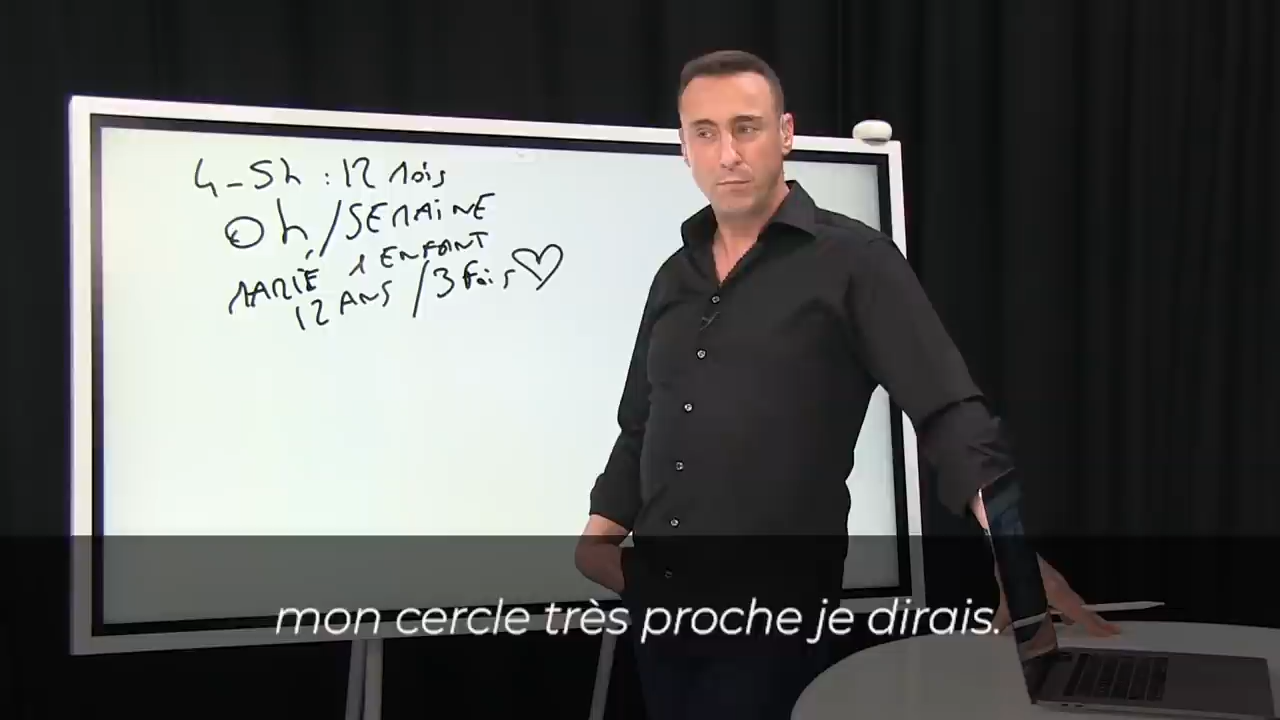 4-5h : 12 Mois
0h / SEMAINE
MARIÉ 1 ENFANT
12 ANS / 3 fois ♡
mon cercle très proche je dirais.